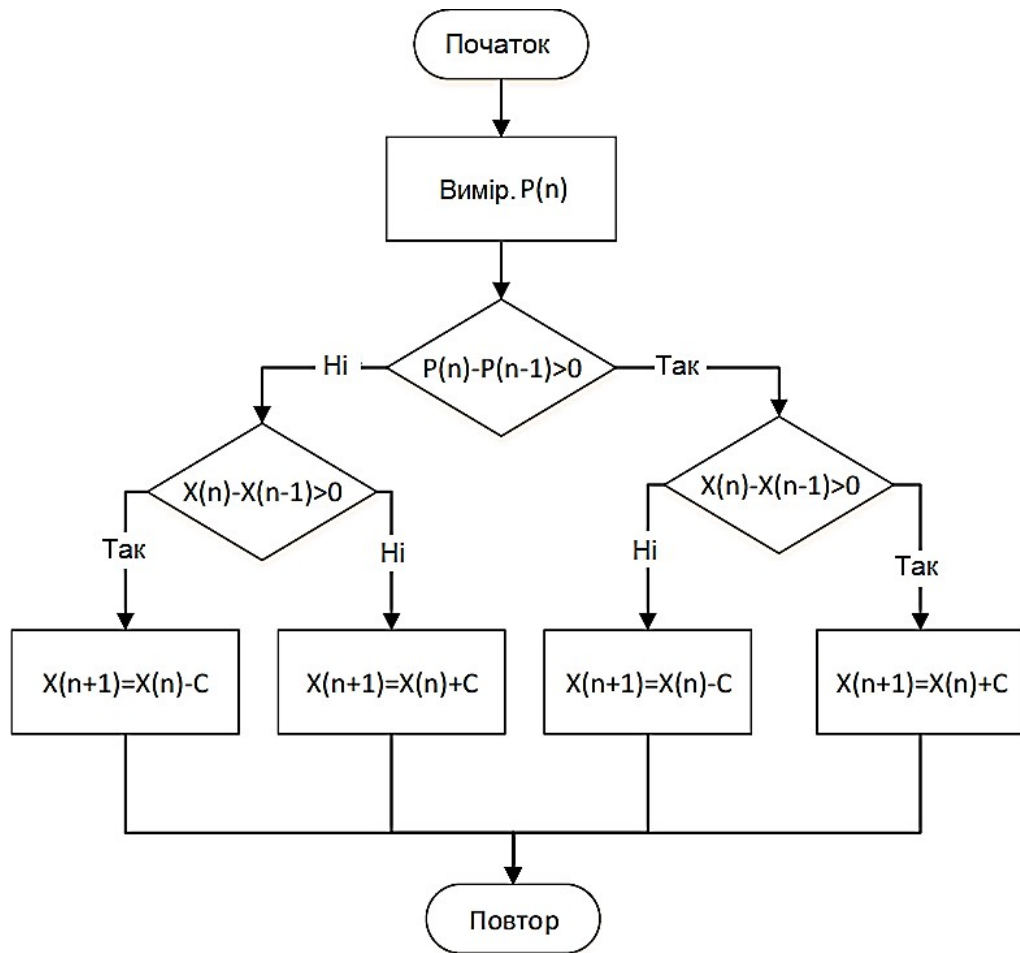 Початок
Вимір. P(n)
P(n)-P(n-1)>0
Ні
Так
X(n)-X(n-1)>0
X(n)-X(n-1)>0
Так
Ні
Ні
Так
X(n+1)=X(n)-C
X(n+1)=X(n)+C
X(n+1)=X(n)-C
X(n+1)=X(n)+C
Повтор